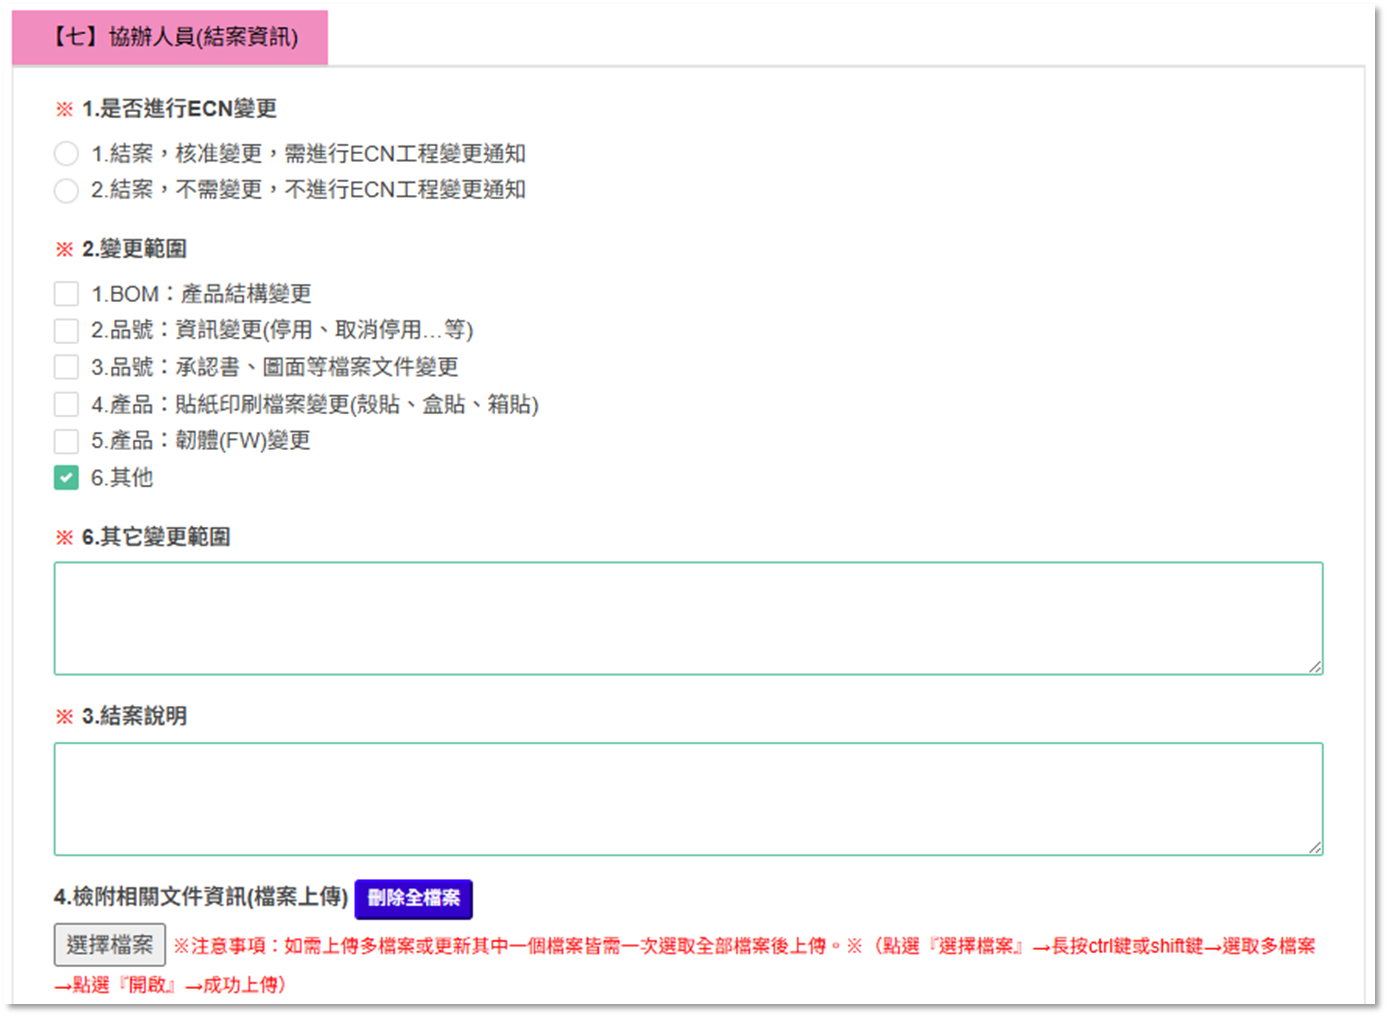 【七】協辦人員(結案資訊)
※ 1.是否進行ECN變更
1.結案，核准變更，需進行ECN工程變更通知
2.結案，不需變更，不進行ECN工程變更通知
※ 2.變更範圍
1.BOM：產品結構變更
2.品號：資訊變更(停用、取消停用...等)
3.品號：承認書、圖面等檔案文件變更
4.產品：貼紙印刷檔案變更(殼貼、盒貼、箱貼)
5.產品：韌體(FW)變更
6.其他
※ 6.其它變更範圍
※ 3.結案說明
4.檢附相關文件資訊(檔案上傳) 刪除全檔案
選擇檔案 ※注意事項：如需上傳多檔案或更新其中一個檔案皆需一次選取全部檔案後上傳。※（點選『選擇檔案』→長按ctrl鍵或shift鍵→選取多檔案
→點選『開啟』→成功上傳）